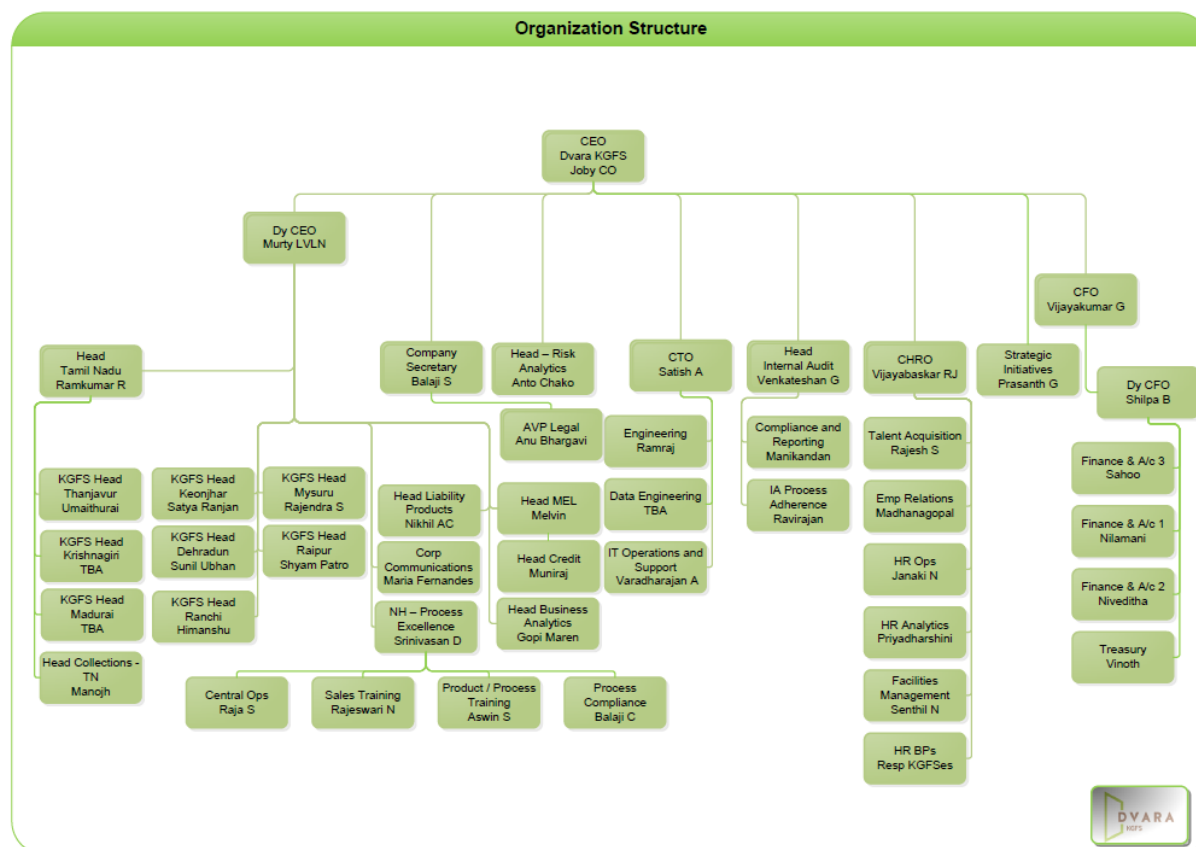 Organization Structure
CEO
Dvara KGFS
Joby CO
Dy CEO
Murty LVLN
CFO
Vijayakumar G
Head
Tamil Nadu
Ramkumar R
Company
Secretary
Balaji S
Head – Risk
Analytics
Anto Chako
CTO
Satish A
Head
Internal Audit
Venkateshan G
CHRO
Vijayabaskar RJ
Strategic
Initiatives
Prasanth G
Dy CFO
Shilpa B
AVP Legal
Anu Bhargavi
Engineering
Ramraj
Compliance and
Reporting
Manikandan
Talent Acquisition
Rajesh S
Finance & A/c 3
Sahoo
KGFS Head
Thanjavur
Umaithurai
KGFS Head
Keonjhar
Satya Ranjan
KGFS Head
Mysuru
Rajendra S
Head Liability
Products
Nikhil AC
Head MEL
Melvin
Data Engineering
TBA
IA Process
Adherence
Ravirajan
Emp Relations
Madhanagopal
Finance & A/c 1
Nilamani
KGFS Head
Krishnagiri
TBA
KGFS Head
Dehradun
Sunil Ubhan
KGFS Head
Raipur
Shyam Patro
Corp
Communications
Maria Fernandes
Head Credit
Muniraj
IT Operations and
Support
Varadharajan A
HR Ops
Janaki N
Finance & A/c 2
Niveditha
KGFS Head
Madurai
TBA
KGFS Head
Ranchi
Himanshu
NH – Process
Excellence
Srinivasan D
Head Business
Analytics
Gopi Maren
HR Analytics
Priyadharshini
Treasury
Vinoth
Head Collections -
TN
Manojh
Central Ops
Raja S
Sales Training
Rajeswari N
Product / Process
Training
Aswin S
Process
Compliance
Balaji C
Facilities
Management
Senthil N
HR BPs
Resp KGFSes
DVARA
KGFS